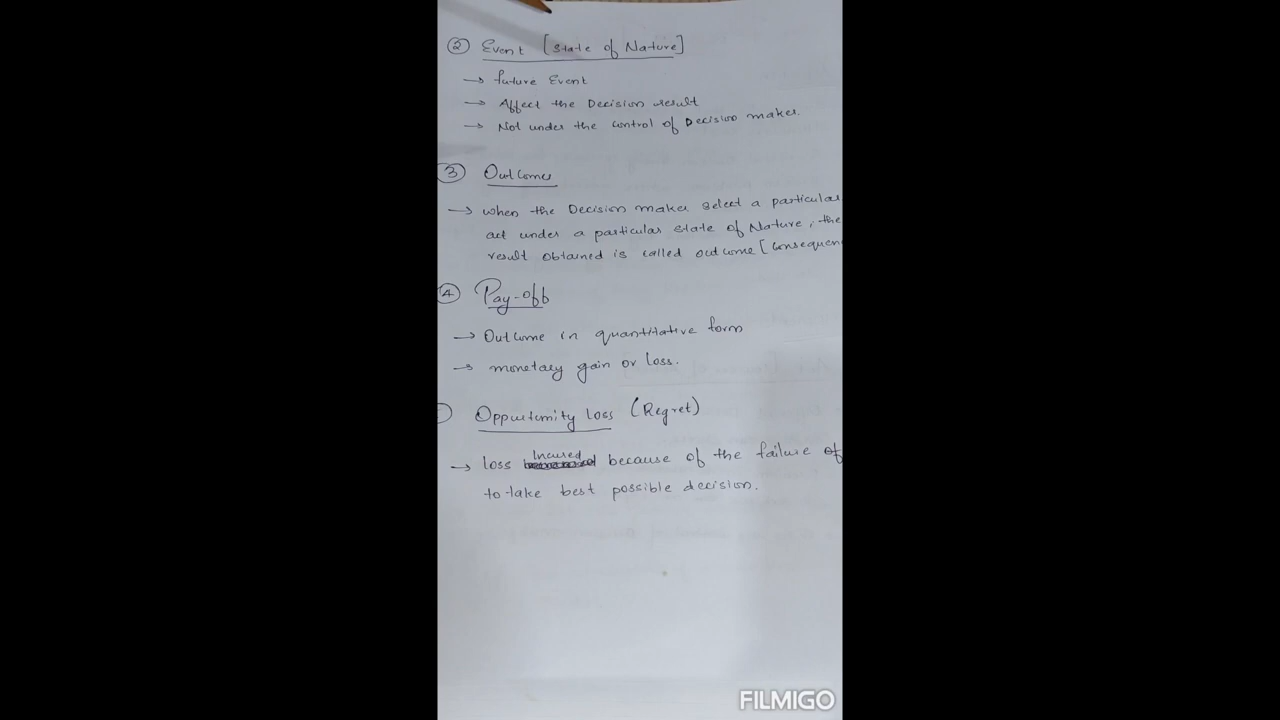 ② Event [State of Nature]
→ future Event
→ Affect the Decision result
→ Not under the control of Decision maker.
③ Outcomes
→ when the Decision maker select a particular
act under a particular state of Nature, the
result obtained is called outcome [Consequen
④ Pay-off
→ Outcome in quantitative form
→ monetary gain or loss.
Oppurtunity loss (Regret)
→ loss Incured because of the failure of
to take best possible decision.
FILMIGO